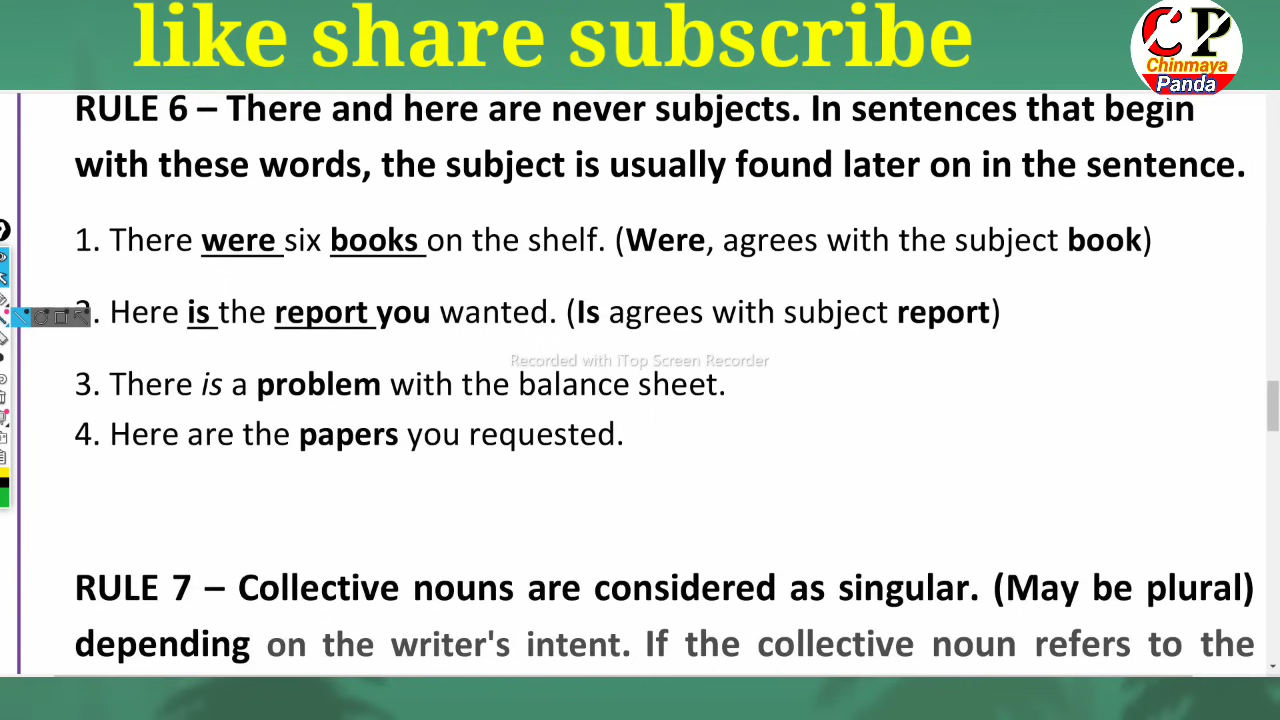 like share subscribe
CP
Chinmaya
Panda
RULE 6 – There and here are never subjects. In sentences that begin
with these words, the subject is usually found later on in the sentence.
1. There were six books on the shelf. (Were, agrees with the subject book)
2. Here is the report you wanted. (Is agrees with subject report)
Recorded with iTop Screen Recorder
3. There is a problem with the balance sheet.
4. Here are the papers you requested.
RULE 7 – Collective nouns are considered as singular. (May be plural)
depending on the writer's intent. If the collective noun refers to the